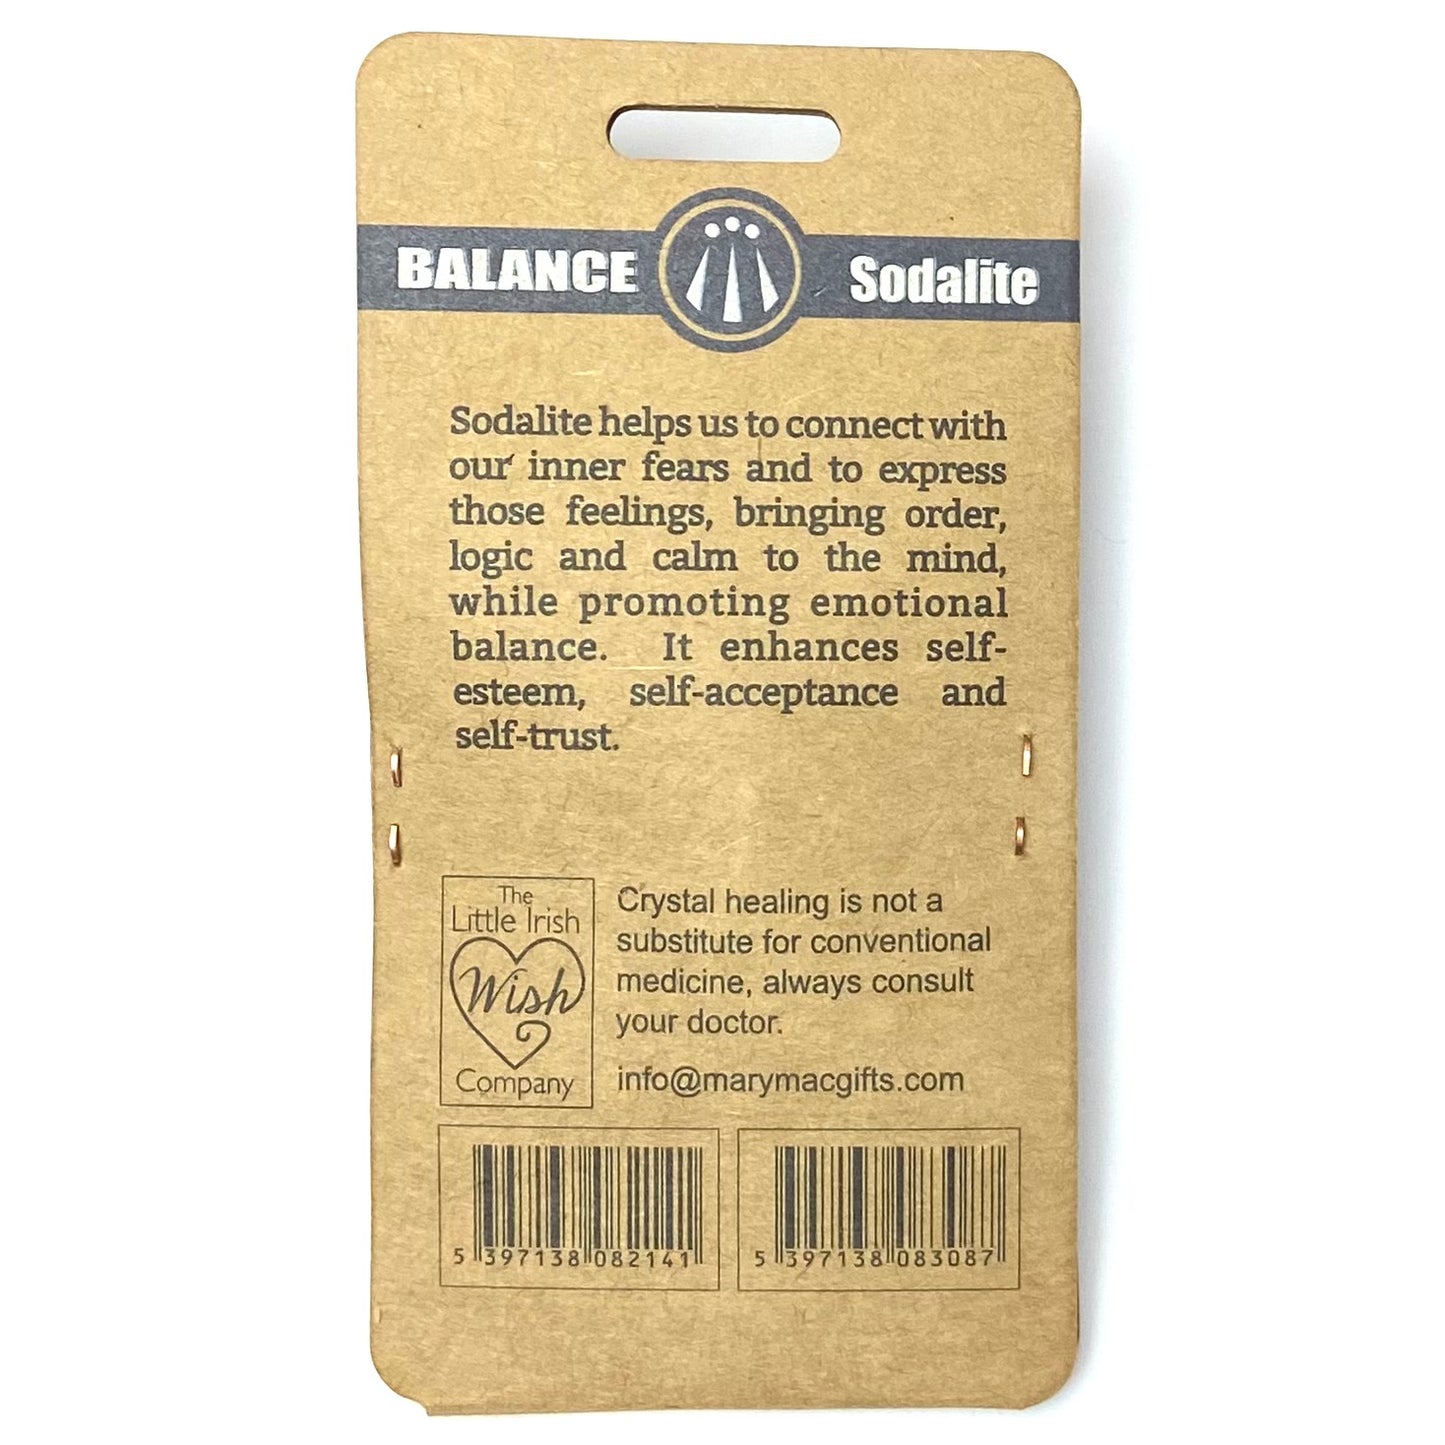 BALANCE Sodalite
Sodalite helps us to connect with
our inner fears and to express
those feelings, bringing order,
logic and calm to the mind,
while promoting emotional
balance. It enhances self-
esteem, self-acceptance and
self-trust.
The
Little Irish
Wish
Company
Crystal healing is not a
substitute for conventional
medicine, always consult
your doctor.
info@marymacgifts.com
5 397138 082141
5 397138 083087